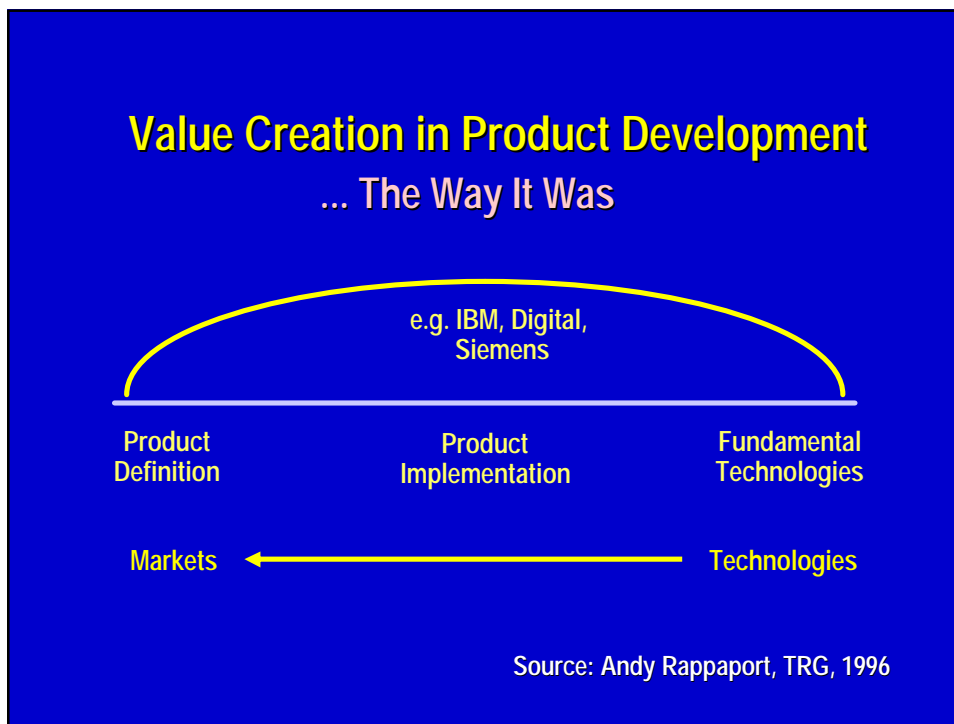 Value Creation in Product Development
... The Way It Was
e.g. IBM, Digital,
Siemens
Product
Definition
Product
Implementation
Fundamental
Technologies
Markets
Technologies
Source: Andy Rappaport, TRG, 1996